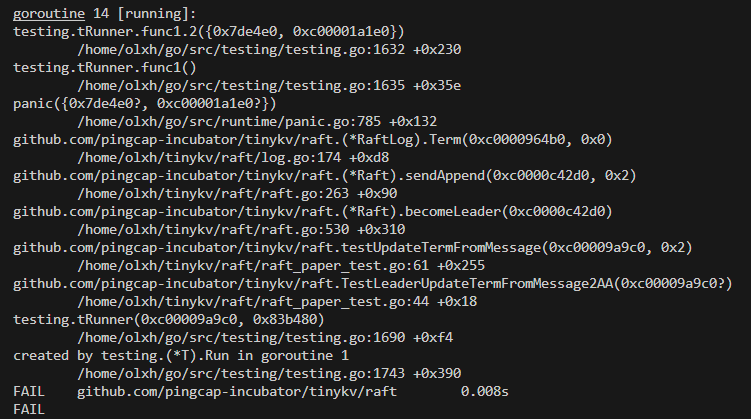 goroutine 14 [running]:
testing.tRunner.func1.2({0x7de4e0, 0xc00001a1e0})
        /home/olxh/go/src/testing/testing.go:1632 +0x230
testing.tRunner.func1()
        /home/olxh/go/src/testing/testing.go:1635 +0x35e
panic({0x7de4e0?, 0xc00001a1e0?})
        /home/olxh/go/src/runtime/panic.go:785 +0x132
github.com/pingcap-incubator/tinykv/raft.(*RaftLog).Term(0xc0000964b0, 0x0)
        /home/olxh/tinykv/raft/log.go:174 +0xd8
github.com/pingcap-incubator/tinykv/raft.(*Raft).sendAppend(0xc0000c42d0, 0x2)
        /home/olxh/tinykv/raft/raft.go:263 +0x90
github.com/pingcap-incubator/tinykv/raft.(*Raft).becomeLeader(0xc0000c42d0)
        /home/olxh/tinykv/raft/raft.go:530 +0x310
github.com/pingcap-incubator/tinykv/raft.testUpdateTermFromMessage(0xc00009a9c0, 0x2)
        /home/olxh/tinykv/raft/raft_paper_test.go:61 +0x255
github.com/pingcap-incubator/tinykv/raft.TestLeaderUpdateTermFromMessage2AA(0xc00009a9c0?)
        /home/olxh/tinykv/raft/raft_paper_test.go:44 +0x18
testing.tRunner(0xc00009a9c0, 0x83b480)
        /home/olxh/go/src/testing/testing.go:1690 +0xf4
created by testing.(*T).Run in goroutine 1
        /home/olxh/go/src/testing/testing.go:1743 +0x390
FAIL    github.com/pingcap-incubator/tinykv/raft        0.008s
FAIL